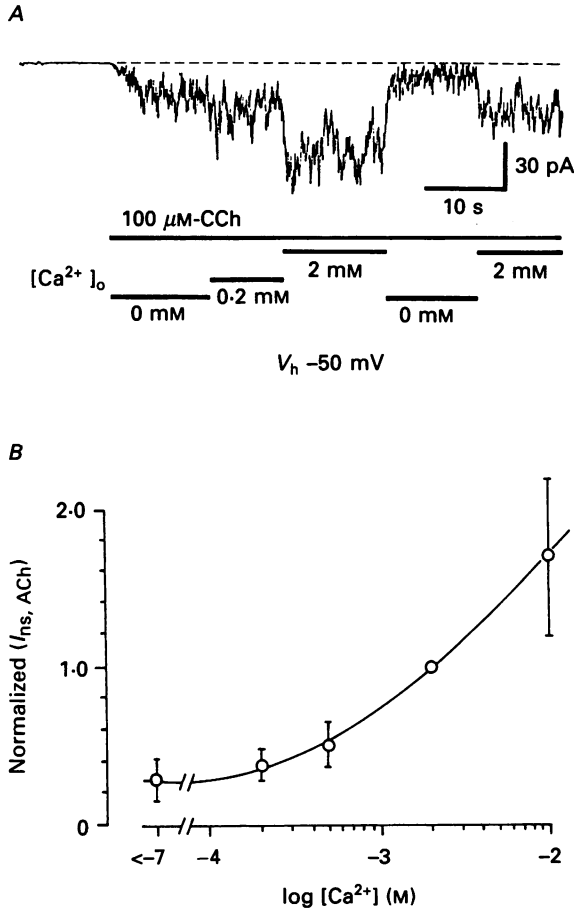 A
30 pA
10 s
100 μM-CCh
[Ca²⁺]ₒ
2 mM
2 mM
0·2 mM
0 mM
0 mM
Vₕ –50 mV
B
Normalized (Iₙₛ, ACh)
2·0
1·0
0
<–7
–4
–3
–2
log [Ca²⁺] (M)